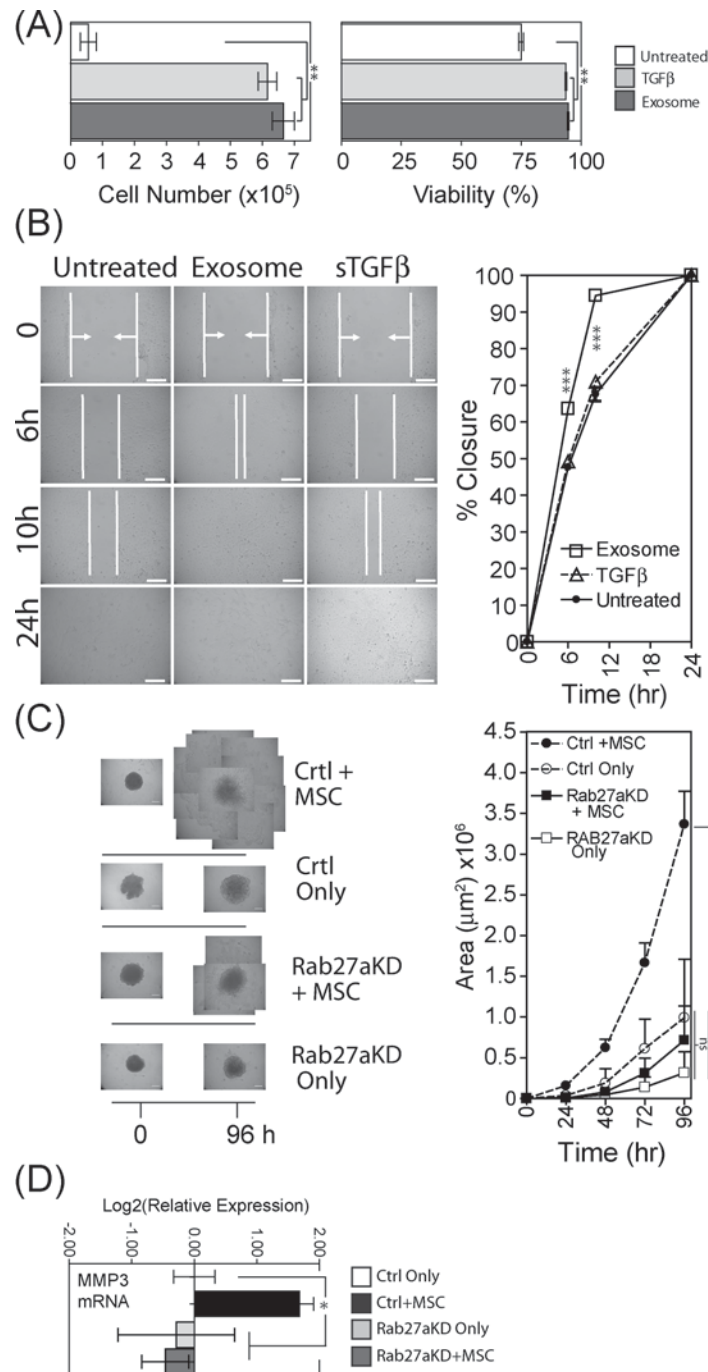 (A)
0 1 2 3 4 5 6 7
Cell Number (x10⁵)
**
0 25 50 75 100
Viability (%)
**
Untreated
TGFβ
Exosome
(B)
Untreated Exosome sTGFβ
0
6h
10h
24h
100
90
80
70
60
50
40
30
20
10
0
% Closure
***
***
Exosome
TGFβ
Untreated
0 6 12 18 24
Time (hr)
(C)
Crtl +
MSC
Crtl
Only
Rab27aKD
+ MSC
Rab27aKD
Only
0 96 h
4.5
4.0
3.5
3.0
2.5
2.0
1.5
1.0
0.5
0
Area (μm²) x10⁶
Ctrl +MSC
Ctrl Only
Rab27aKD
+ MSC
RAB27aKD
Only
ns
0 24 48 72 96
Time (hr)
(D)
Log2(Relative Expression)
-2.00 -1.00 0.00 1.00 2.00
MMP3
mRNA
*
Ctrl Only
Ctrl+MSC
Rab27aKD Only
Rab27aKD+MSC